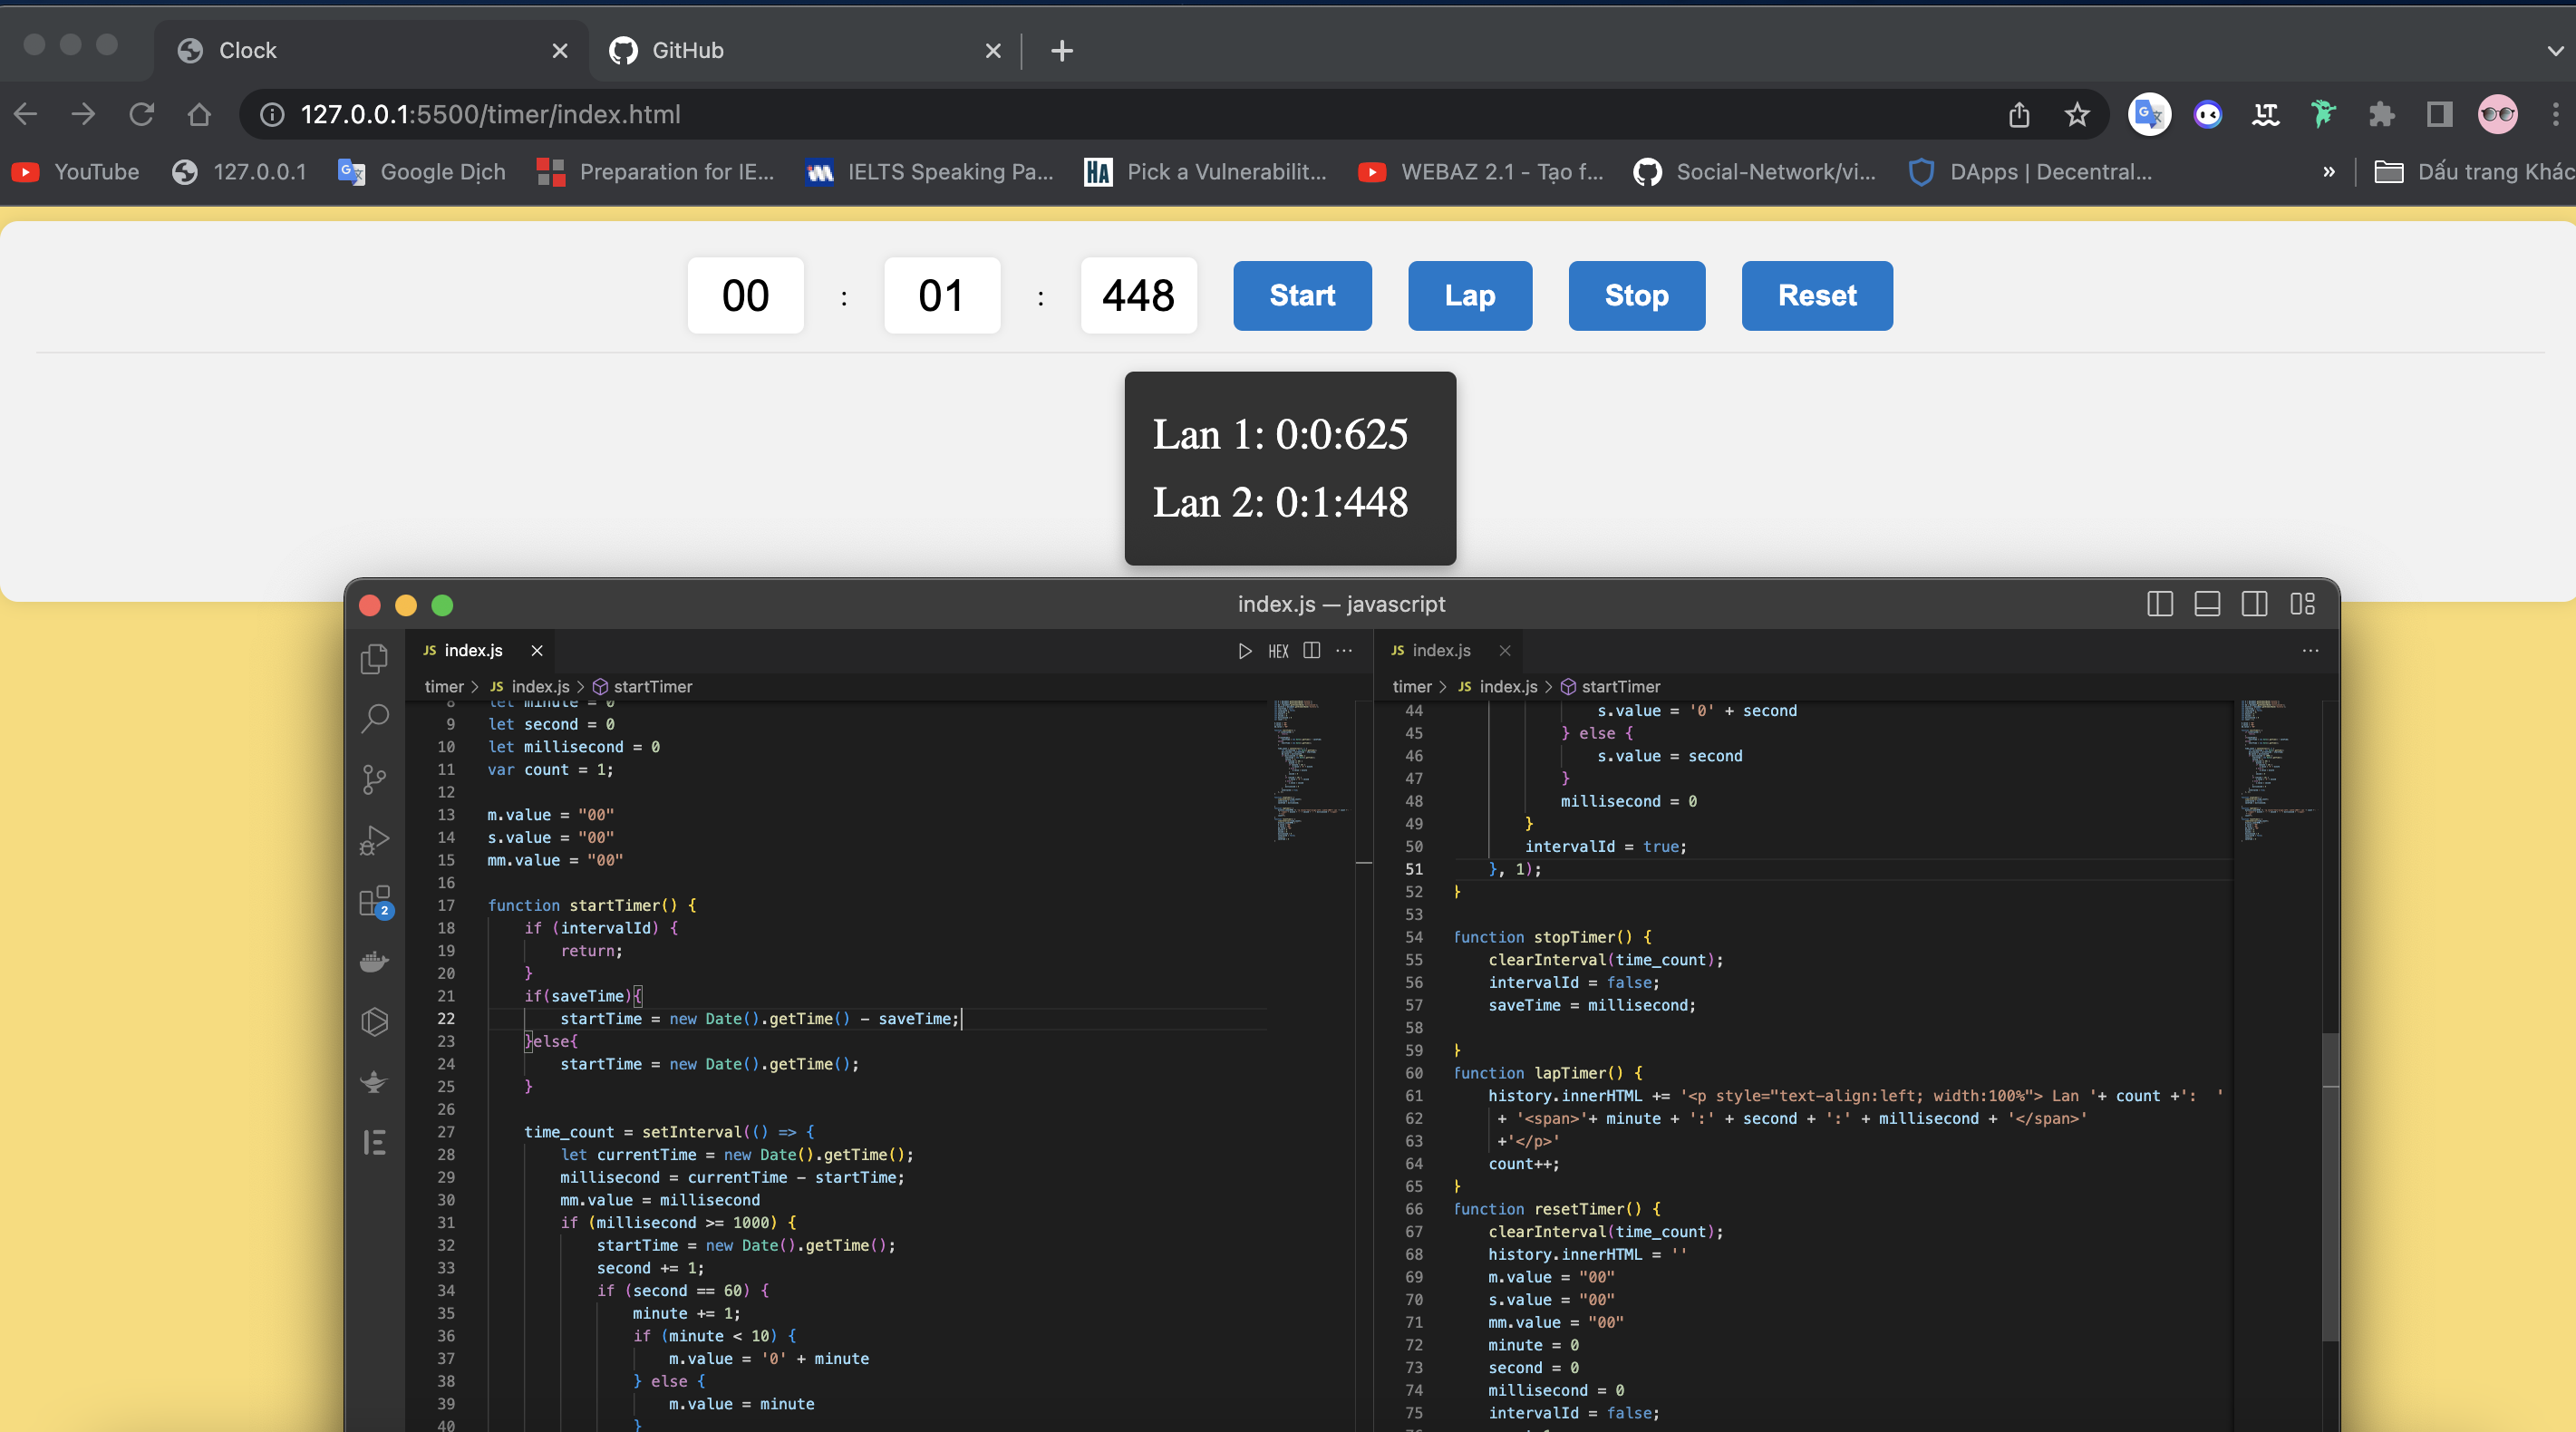 Clock
GitHub
127.0.0.1:5500/timer/index.html
YouTube
127.0.0.1
Google Dịch
Preparation for IE...
IELTS Speaking Pa...
HA Pick a Vulnerabilit...
WEBAZ 2.1 - Tạo f...
Social-Network/vi...
DApps | Decentral...
»
Dấu trang Khác
00 : 01 : 448 Start Lap Stop Reset
Lan 1: 0:0:625
Lan 2: 0:1:448
index.js — javascript
JS index.js
HEX
timer > JS index.js > startTimer
8 let minute = 0
9 let second = 0
10 let millisecond = 0
11 var count = 1;
12
13 m.value = "00"
14 s.value = "00"
15 mm.value = "00"
16
17 function startTimer() {
18 if (intervalId) {
19 return;
20 }
21 if(saveTime){
22 startTime = new Date().getTime() - saveTime;
23 }else{
24 startTime = new Date().getTime();
25 }
26
27 time_count = setInterval(() => {
28 let currentTime = new Date().getTime();
29 millisecond = currentTime - startTime;
30 mm.value = millisecond
31 if (millisecond >= 1000) {
32 startTime = new Date().getTime();
33 second += 1;
34 if (second == 60) {
35 minute += 1;
36 if (minute < 10) {
37 m.value = '0' + minute
38 } else {
39 m.value = minute
40 }
2
JS index.js
timer > JS index.js > startTimer
44 s.value = '0' + second
45 } else {
46 s.value = second
47 }
48 millisecond = 0
49 }
50 intervalId = true;
51 }, 1);
52 }
53
54 function stopTimer() {
55 clearInterval(time_count);
56 intervalId = false;
57 saveTime = millisecond;
58
59 }
60 function lapTimer() {
61 history.innerHTML += '<p style="text-align:left; width:100%"> Lan '+ count +': '
62 + '<span>'+ minute + ':' + second + ':' + millisecond + '</span>'
63 +'</p>'
64 count++;
65 }
66 function resetTimer() {
67 clearInterval(time_count);
68 history.innerHTML = ''
69 m.value = "00"
70 s.value = "00"
71 mm.value = "00"
72 minute = 0
73 second = 0
74 millisecond = 0
75 intervalId = false;